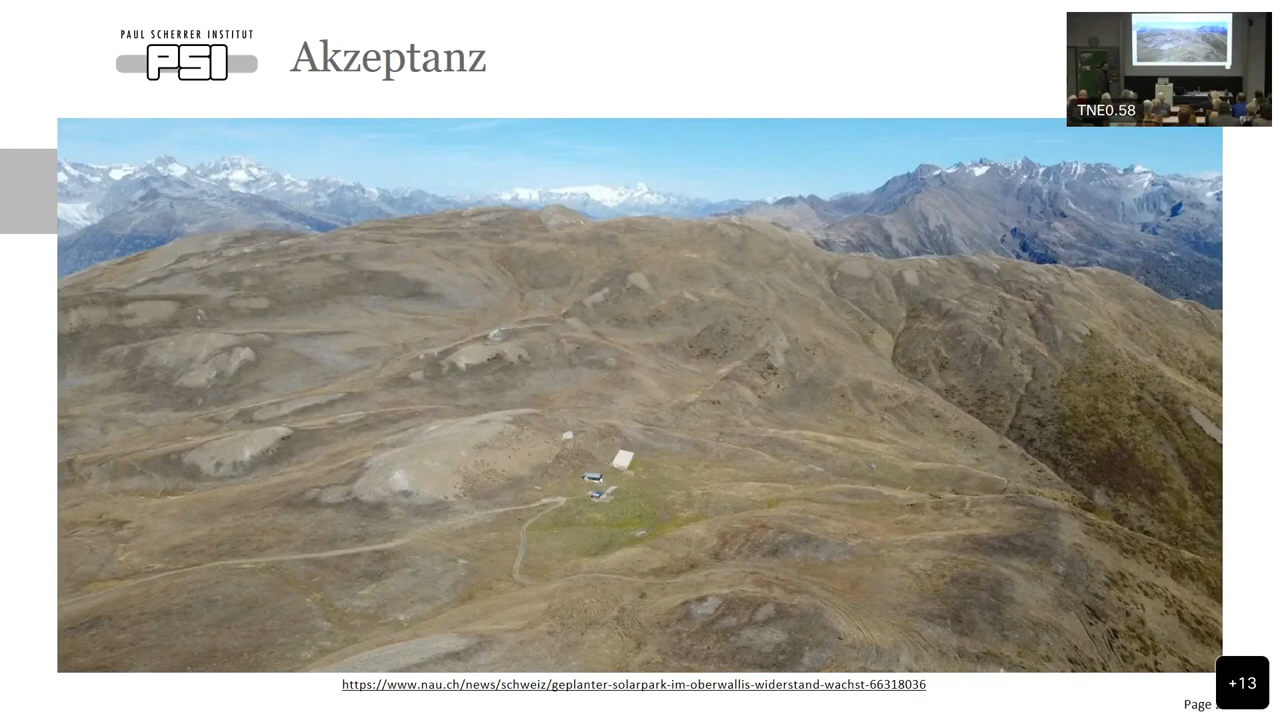 PAUL SCHERRER INSTITUT
PSI
Akzeptanz
TNE0.58
https://www.nau.ch/news/schweiz/geplanter-solarpark-im-oberwallis-widerstand-wachst-66318036
Page
+13